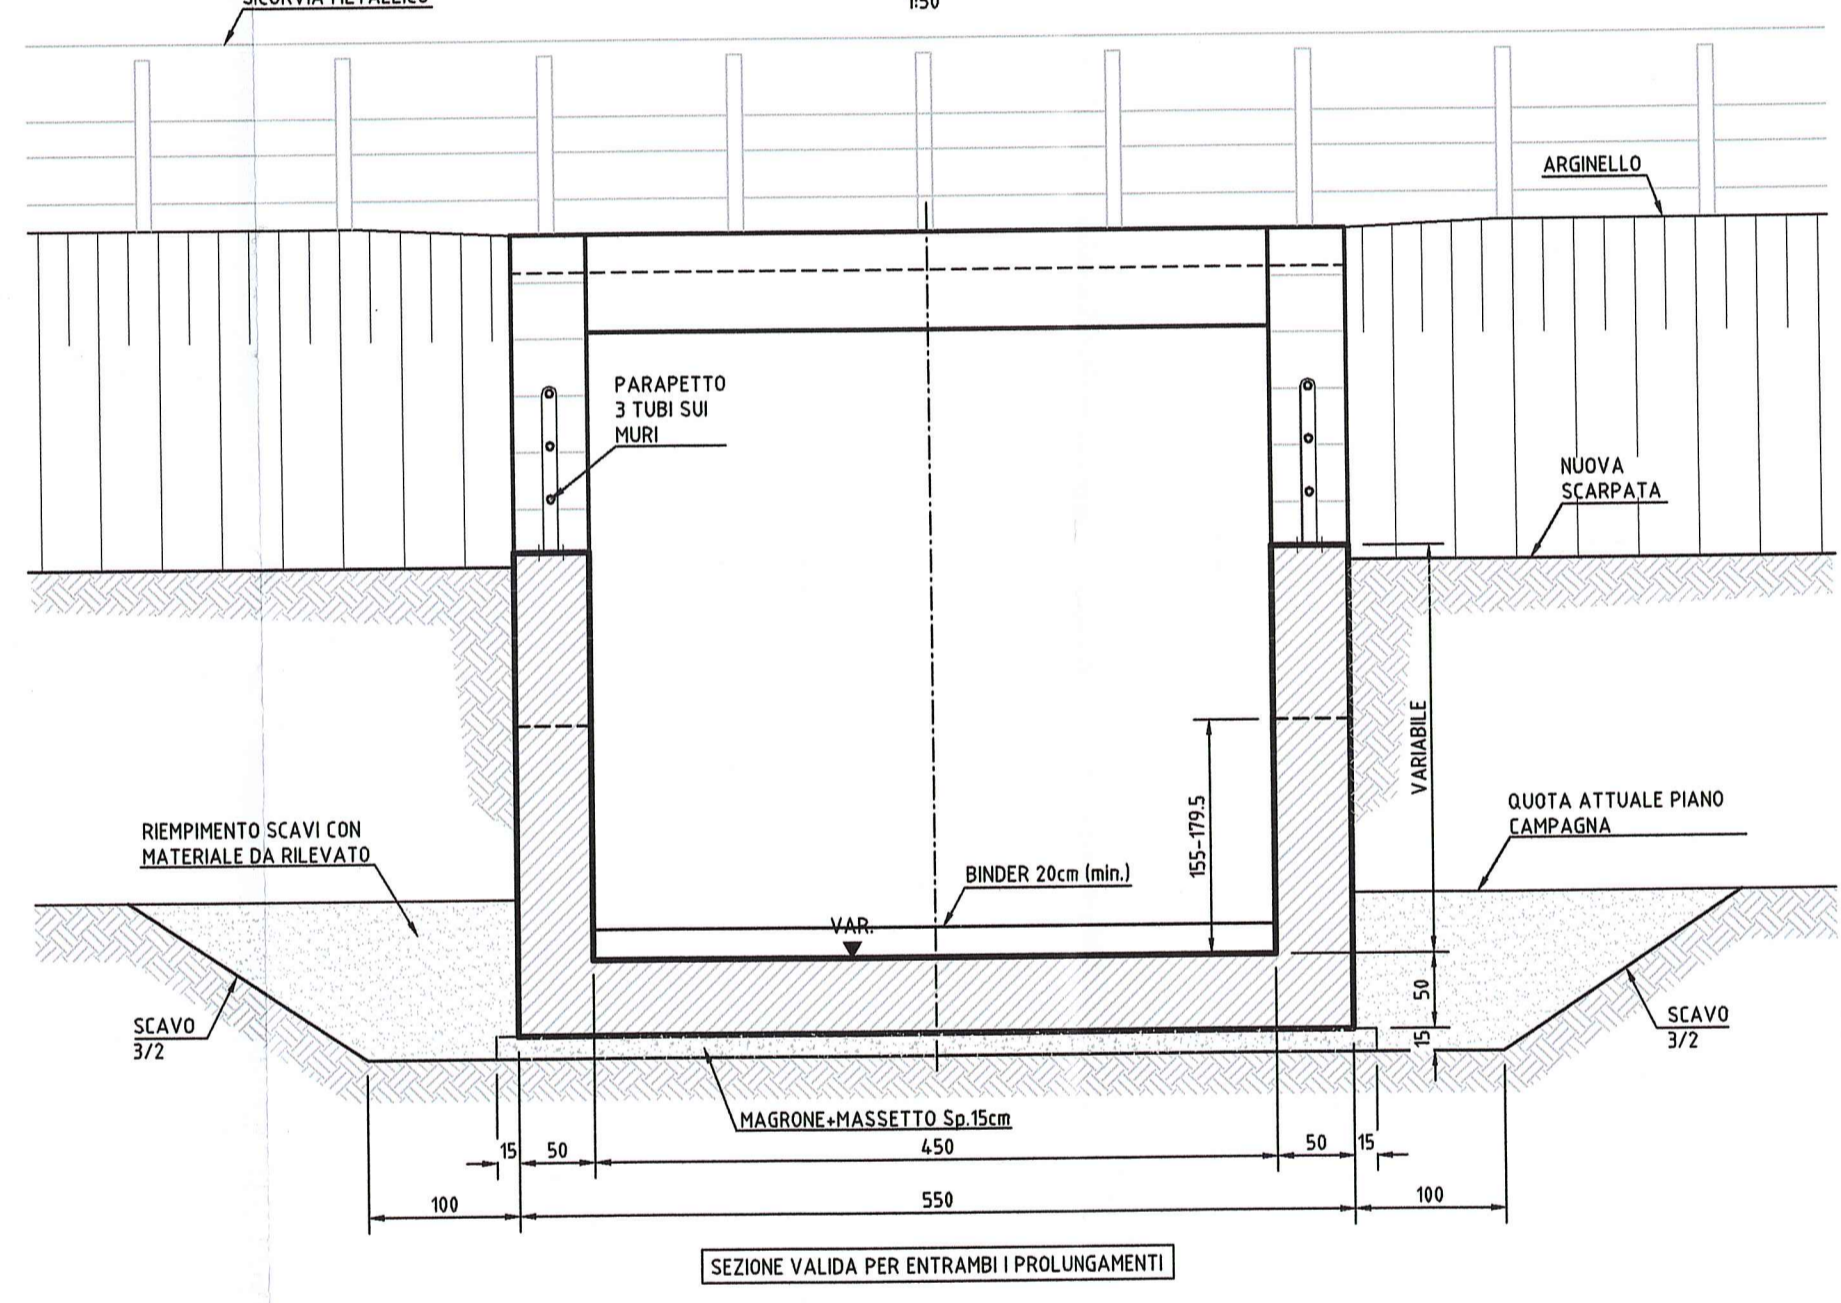 SICURVIA METALLICO
1:50
ARGINELLO
PARAPETTO
3 TUBI SUI
MURI
NUOVA
SCARPATA
VARIABILE
155-179.5
QUOTA ATTUALE PIANO
CAMPAGNA
RIEMPIMENTO SCAVI CON
MATERIALE DA RILEVATO
BINDER 20cm (min.)
VAR.
50
15
SCAVO
3/2
SCAVO
3/2
MAGRONE+MASSETTO Sp.15cm
15 50 450 50 15
100 550 100
SEZIONE VALIDA PER ENTRAMBI I PROLUNGAMENTI